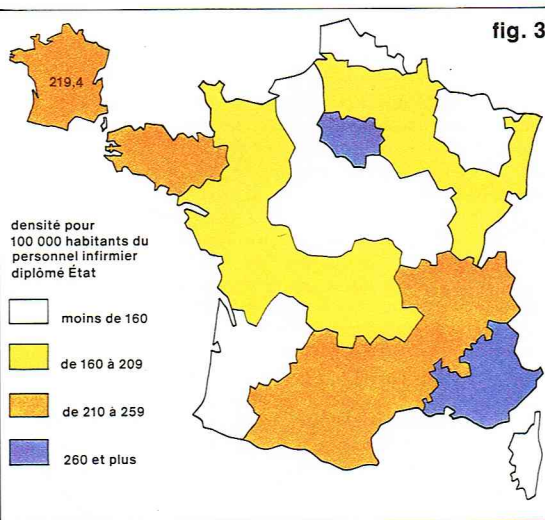 fig. 3
219,4
densité pour
100 000 habitants du
personnel infirmier
diplômé État
moins de 160
de 160 à 209
de 210 à 259
260 et plus